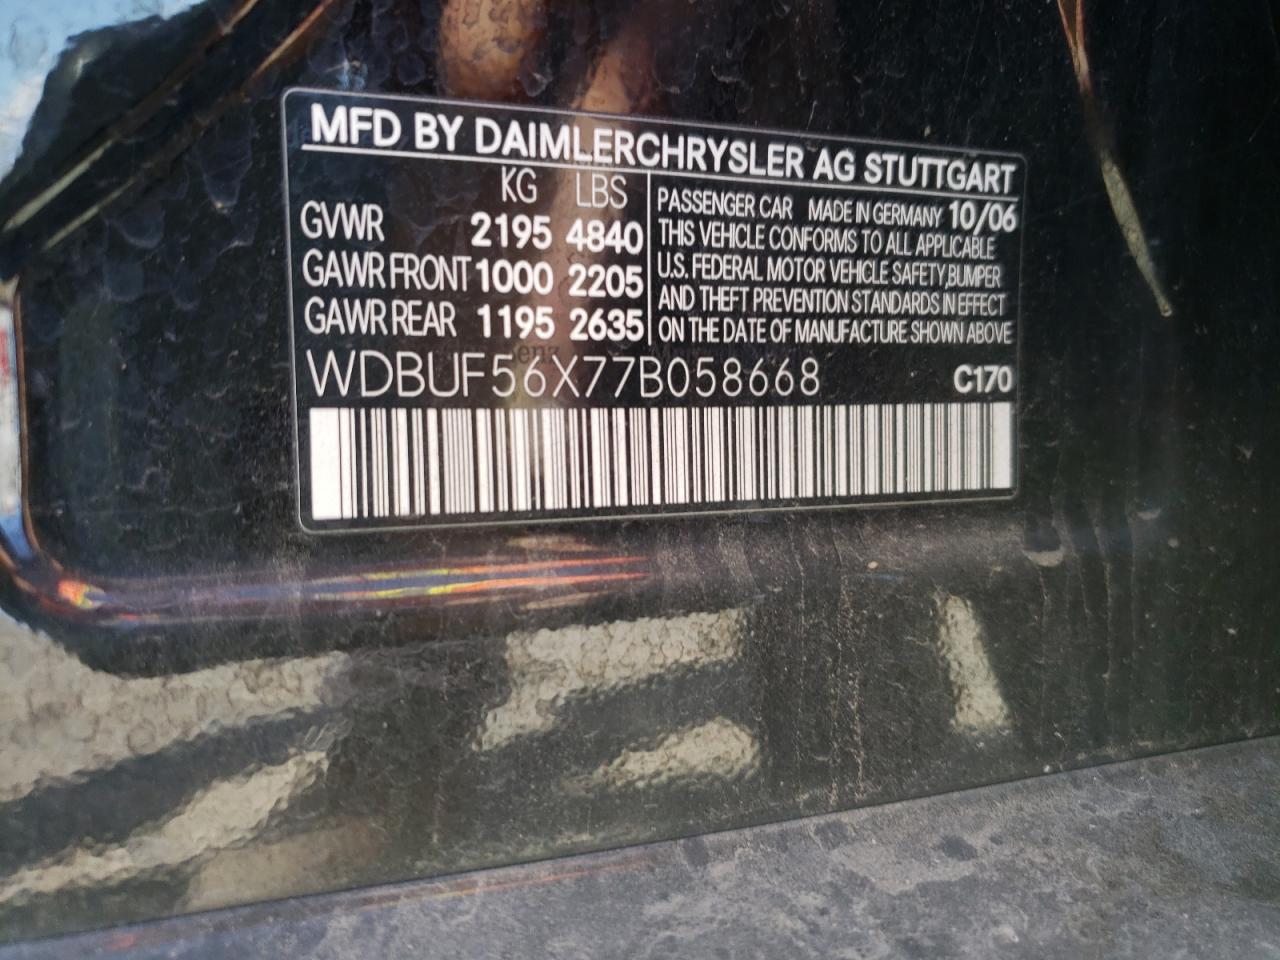 MFD BY DAIMLERCHRYSLER AG STUTTGART
KG LBS
GVWR 2195 4840
GAWR FRONT 1000 2205
GAWR REAR 1195 2635
PASSENGER CAR MADE IN GERMANY 10/06
THIS VEHICLE CONFORMS TO ALL APPLICABLE
U.S. FEDERAL MOTOR VEHICLE SAFETY,BUMPER
AND THEFT PREVENTION STANDARDS IN EFFECT
ON THE DATE OF MANUFACTURE SHOWN ABOVE
WDBUF56X77B058668 C170